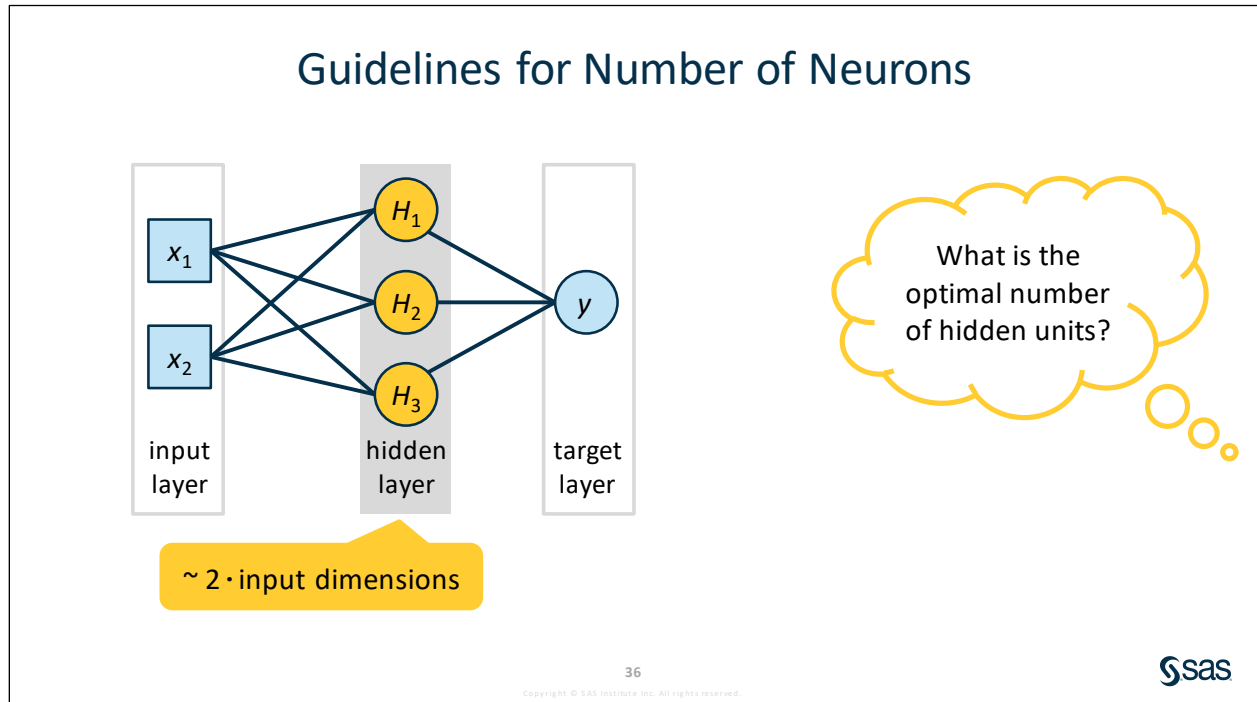 Guidelines for Number of Neurons
x1
x2
H1
H2
H3
y
input
layer
hidden
layer
target
layer
~ 2 · input dimensions
What is the
optimal number
of hidden units?
36
Copyright © SAS Institute Inc. All rights reserved.
sas